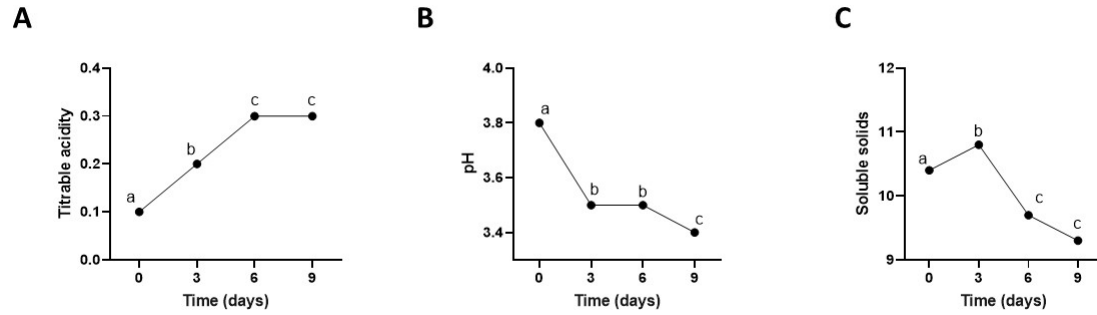 A
B
C
0.4
0.3
0.2
0.1
0.0
Titrable acidity
a
b
c
c
0
3
6
9
Time (days)
4.0
3.8
3.6
3.4
pH
a
b
b
c
0
3
6
9
Time (days)
12
11
10
9
Soluble solids
a
b
c
c
0
3
6
9
Time (days)